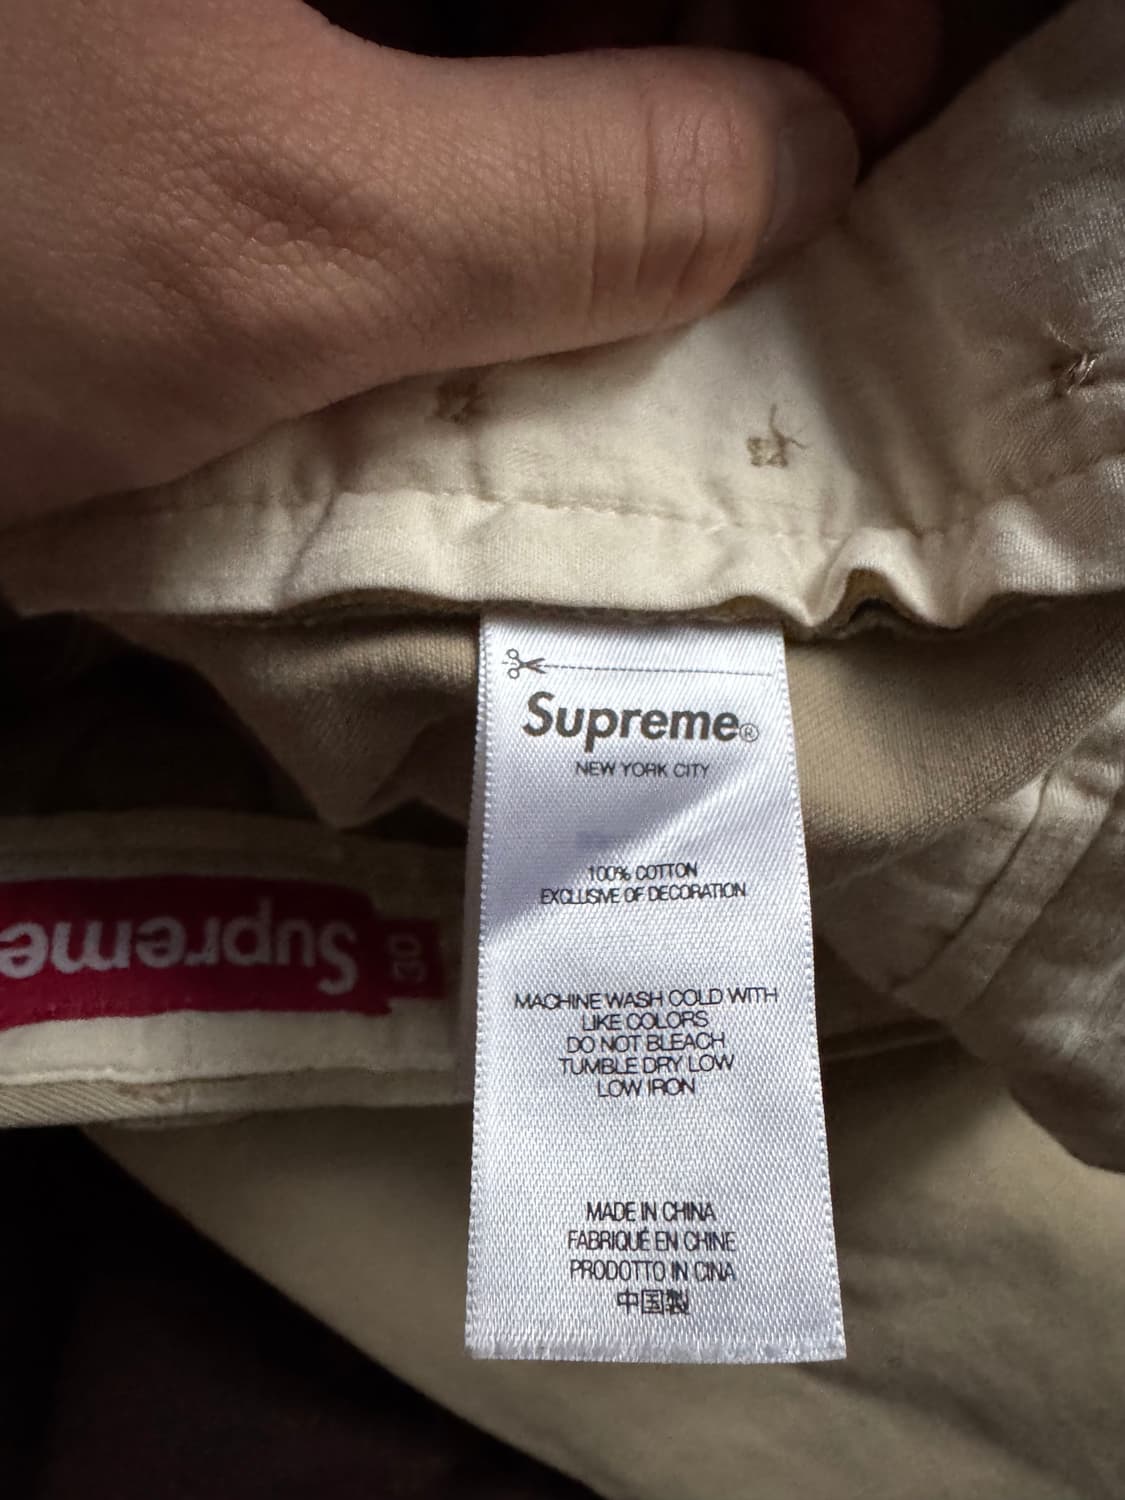 Supreme®
NEW YORK CITY
100% COTTON
EXCLUSIVE OF DECORATION
MACHINE WASH COLD WITH
LIKE COLORS
DO NOT BLEACH
TUMBLE DRY LOW
LOW IRON
MADE IN CHINA
FABRIQUÉ EN CHINE
PRODOTTO IN CINA
中国製
Supreme
30